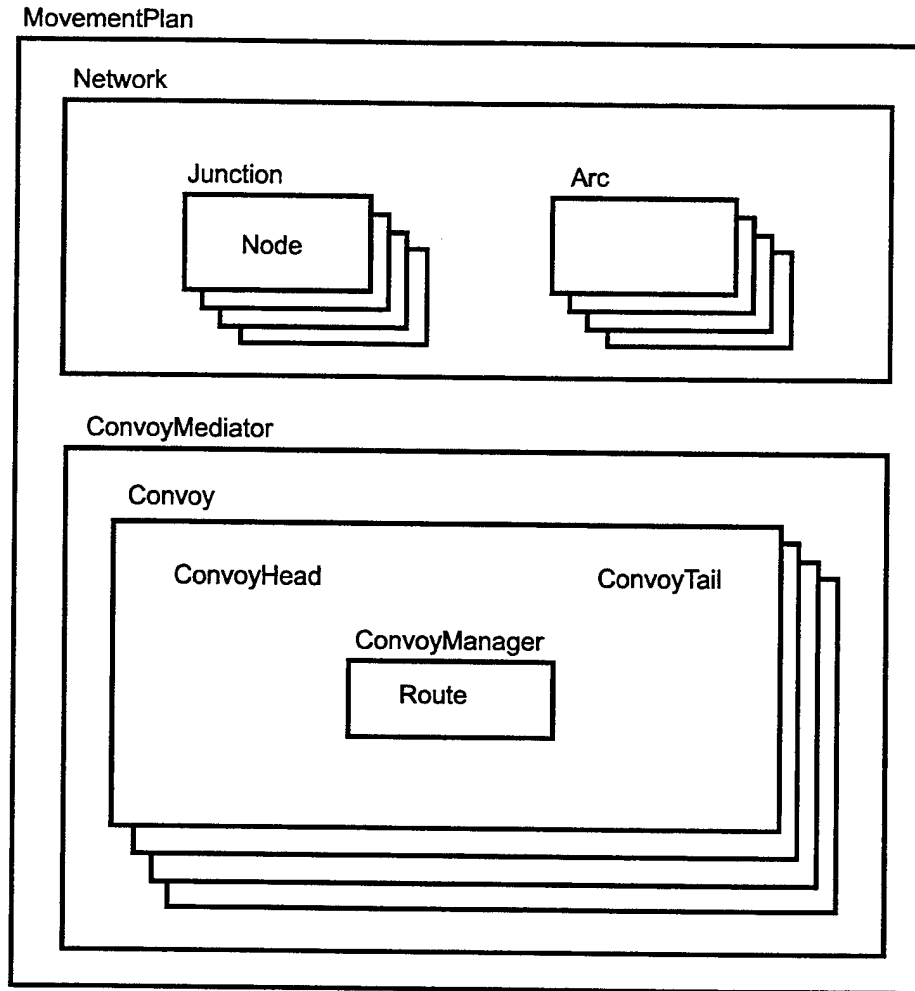 MovementPlan
Network
Junction
Arc
Node
ConvoyMediator
Convoy
ConvoyHead
ConvoyTail
ConvoyManager
Route